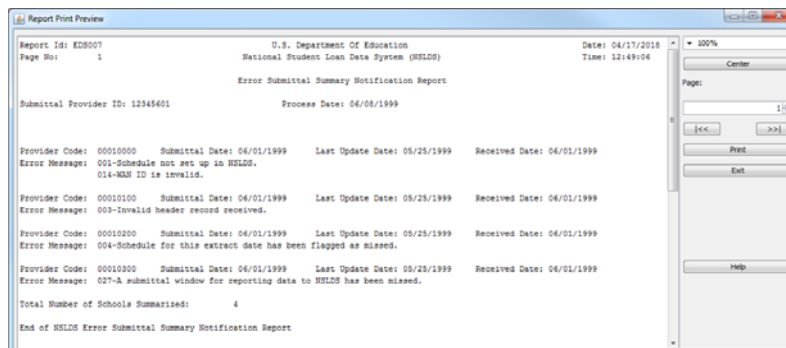 Report Print Preview
Report Id: EDS007 U.S. Department Of Education Date: 04/17/2018
Page No: 1 National Student Loan Data System (NSLDS) Time: 12:49:06
Error Submittal Summary Notification Report
Submittal Provider ID: 12345601 Process Date: 06/08/1999
Provider Code: 00010000 Submittal Date: 06/01/1999 Last Update Date: 05/25/1999 Received Date: 06/01/1999
Error Message: 001-Schedule not set up in NSLDS.
014-WAN ID is invalid.
Provider Code: 00010100 Submittal Date: 06/01/1999 Last Update Date: 05/25/1999 Received Date: 06/01/1999
Error Message: 003-Invalid header record received.
Provider Code: 00010200 Submittal Date: 06/01/1999 Last Update Date: 05/25/1999 Received Date: 06/01/1999
Error Message: 004-Schedule for this extract date has been flagged as missed.
Provider Code: 00010300 Submittal Date: 06/01/1999 Last Update Date: 05/25/1999 Received Date: 06/01/1999
Error Message: 027-A submittal window for reporting data to NSLDS has been missed.
Total Number of Schools Summarized: 4
End of NSLDS Error Submittal Summary Notification Report
100%
Center
Page:
1
|<< >>|
Print
Exit
Help